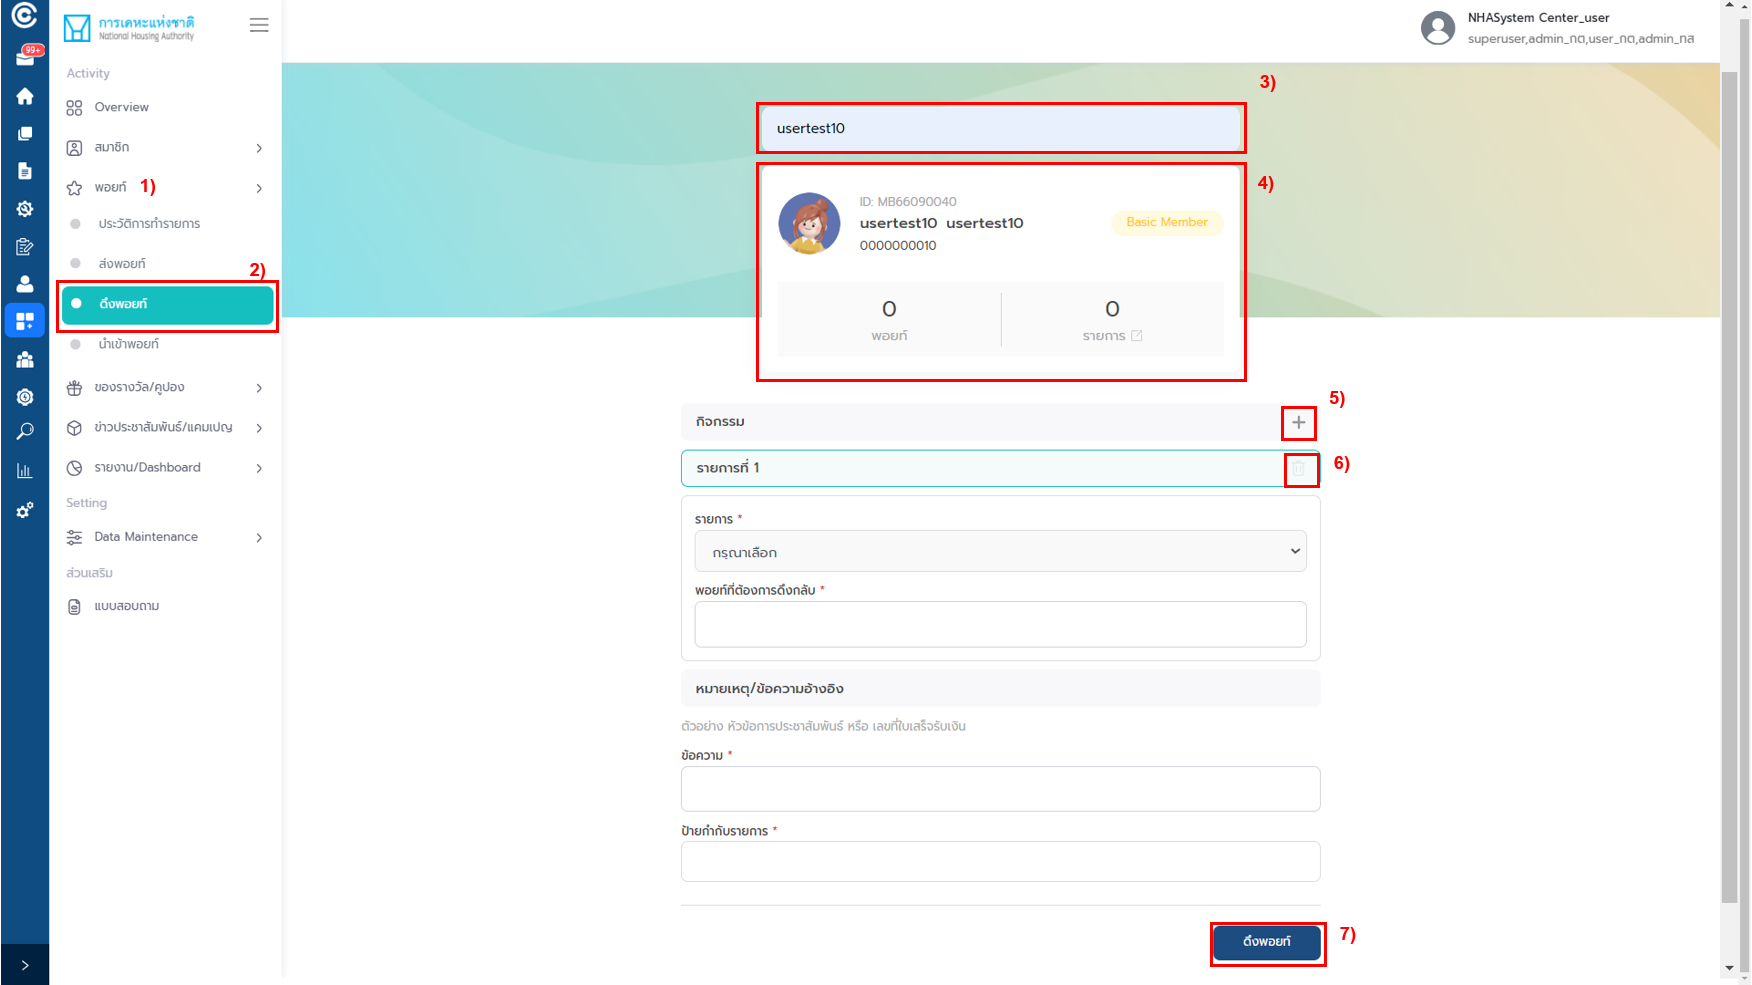 99+
การเคหะแห่งชาติ
National Housing Authority
NHASystem Center_user
superuser,admin_กต,user_กต,admin_ทส
Activity
Overview
สมาชิก
พอยท์
1)
ประวัติการทำรายการ
ส่งพอยท์
2)
ดึงพอยท์
นำเข้าพอยท์
ของรางวัล/คูปอง
ข่าวประชาสัมพันธ์/แคมเปญ
รายงาน/Dashboard
Setting
Data Maintenance
ส่วนเสริม
แบบสอบถาม
3)
usertest10
4)
ID: MB66090040
usertest10 usertest10
0000000010
Basic Member
0
พอยท์
0
รายการ
5)
กิจกรรม
6)
รายการที่ 1
รายการ *
กรุณาเลือก
พอยท์ที่ต้องการดึงกลับ *
หมายเหตุ/ข้อความอ้างอิง
ตัวอย่าง หัวข้อการประชาสัมพันธ์ หรือ เลขที่ใบเสร็จรับเงิน
ข้อความ *
ป้ายกำกับรายการ *
ดึงพอยท์
7)